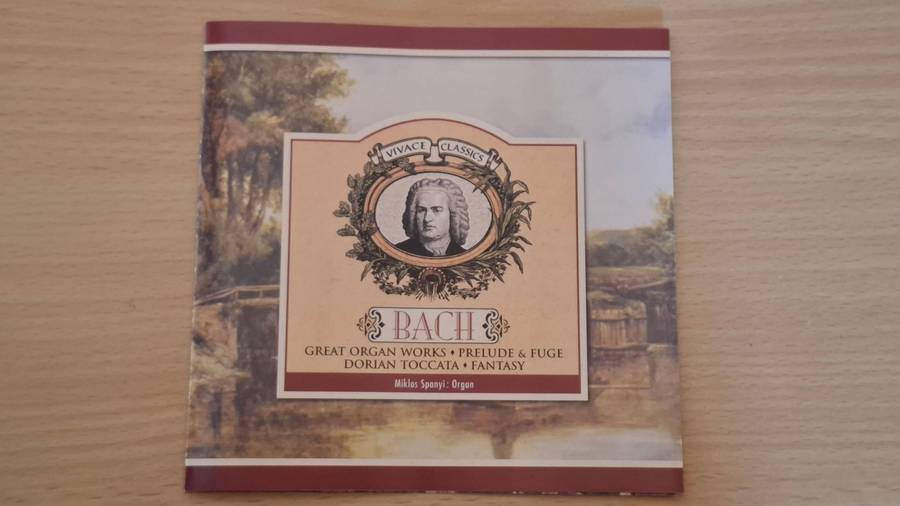 VIVACE CLASSICS
BACH
GREAT ORGAN WORKS ♦ PRELUDE & FUGE
DORIAN TOCCATA ♦ FANTASY
Miklos Spanyi: Organ